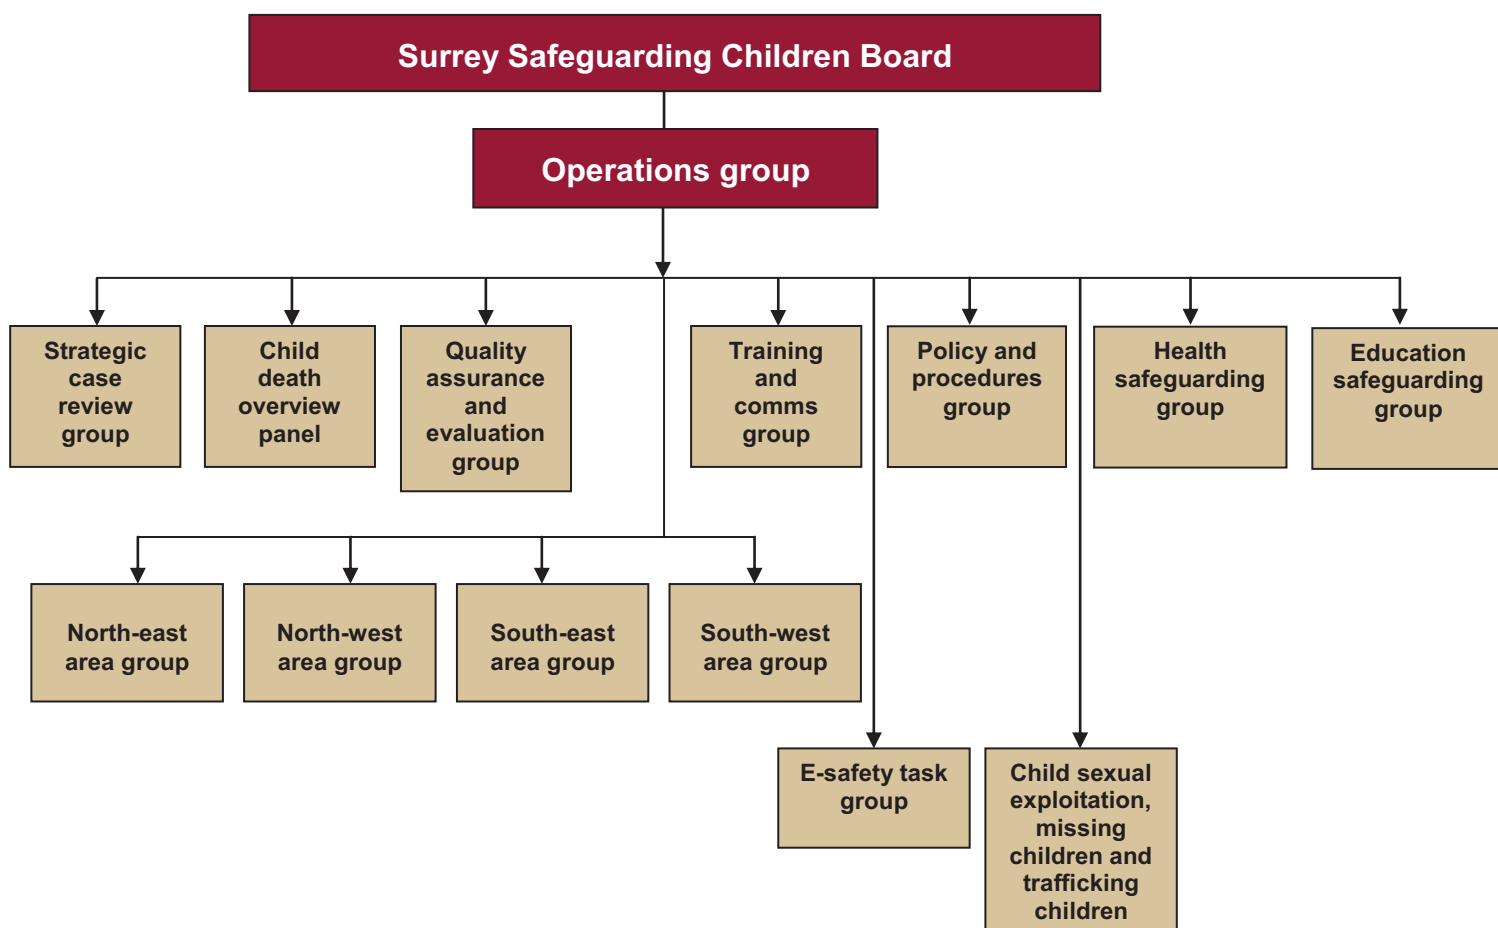 Surrey Safeguarding Children Board
Operations group
Strategic
case
review
group
Child
death
overview
panel
Quality
assurance
and
evaluation
group
Training
and
comms
group
Policy and
procedures
group
Health
safeguarding
group
Education
safeguarding
group
North-east
area group
North-west
area group
South-east
area group
South-west
area group
E-safety task
group
Child sexual
exploitation,
missing
children and
trafficking
children